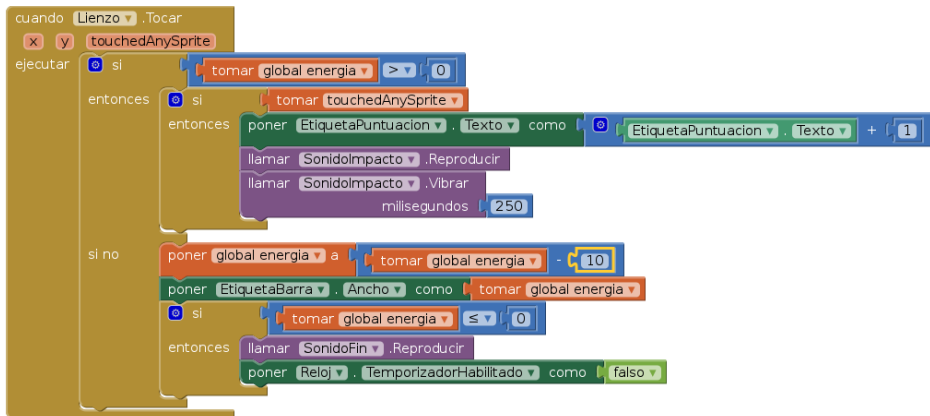 cuando Lienzo .Tocar
x y touchedAnySprite
ejecutar si tomar global energia > 0
entonces si tomar touchedAnySprite
entonces poner EtiquetaPuntuacion . Texto como EtiquetaPuntuacion . Texto + 1
llamar SonidoImpacto .Reproducir
llamar SonidoImpacto .Vibrar
milisegundos 250
si no poner global energia a tomar global energia - 10
poner EtiquetaBarra . Ancho como tomar global energia
si tomar global energia ≤ 0
entonces llamar SonidoFin .Reproducir
poner Reloj . TemporizadorHabilitado como falso